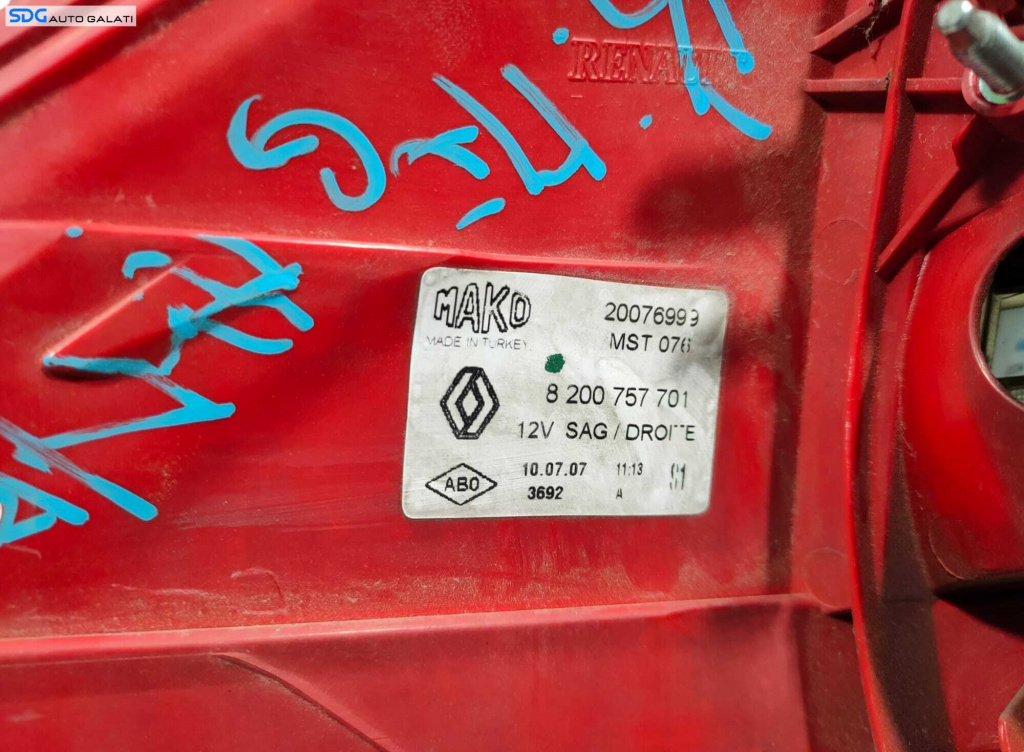 SDG AUTO GALATI
RENAULT
MAKO
MADE IN TURKEY.
20076999
MST 076
8 200 757 701
12V SAG / DROITE
ABO
10.07.07 11:13 S1
3692 A